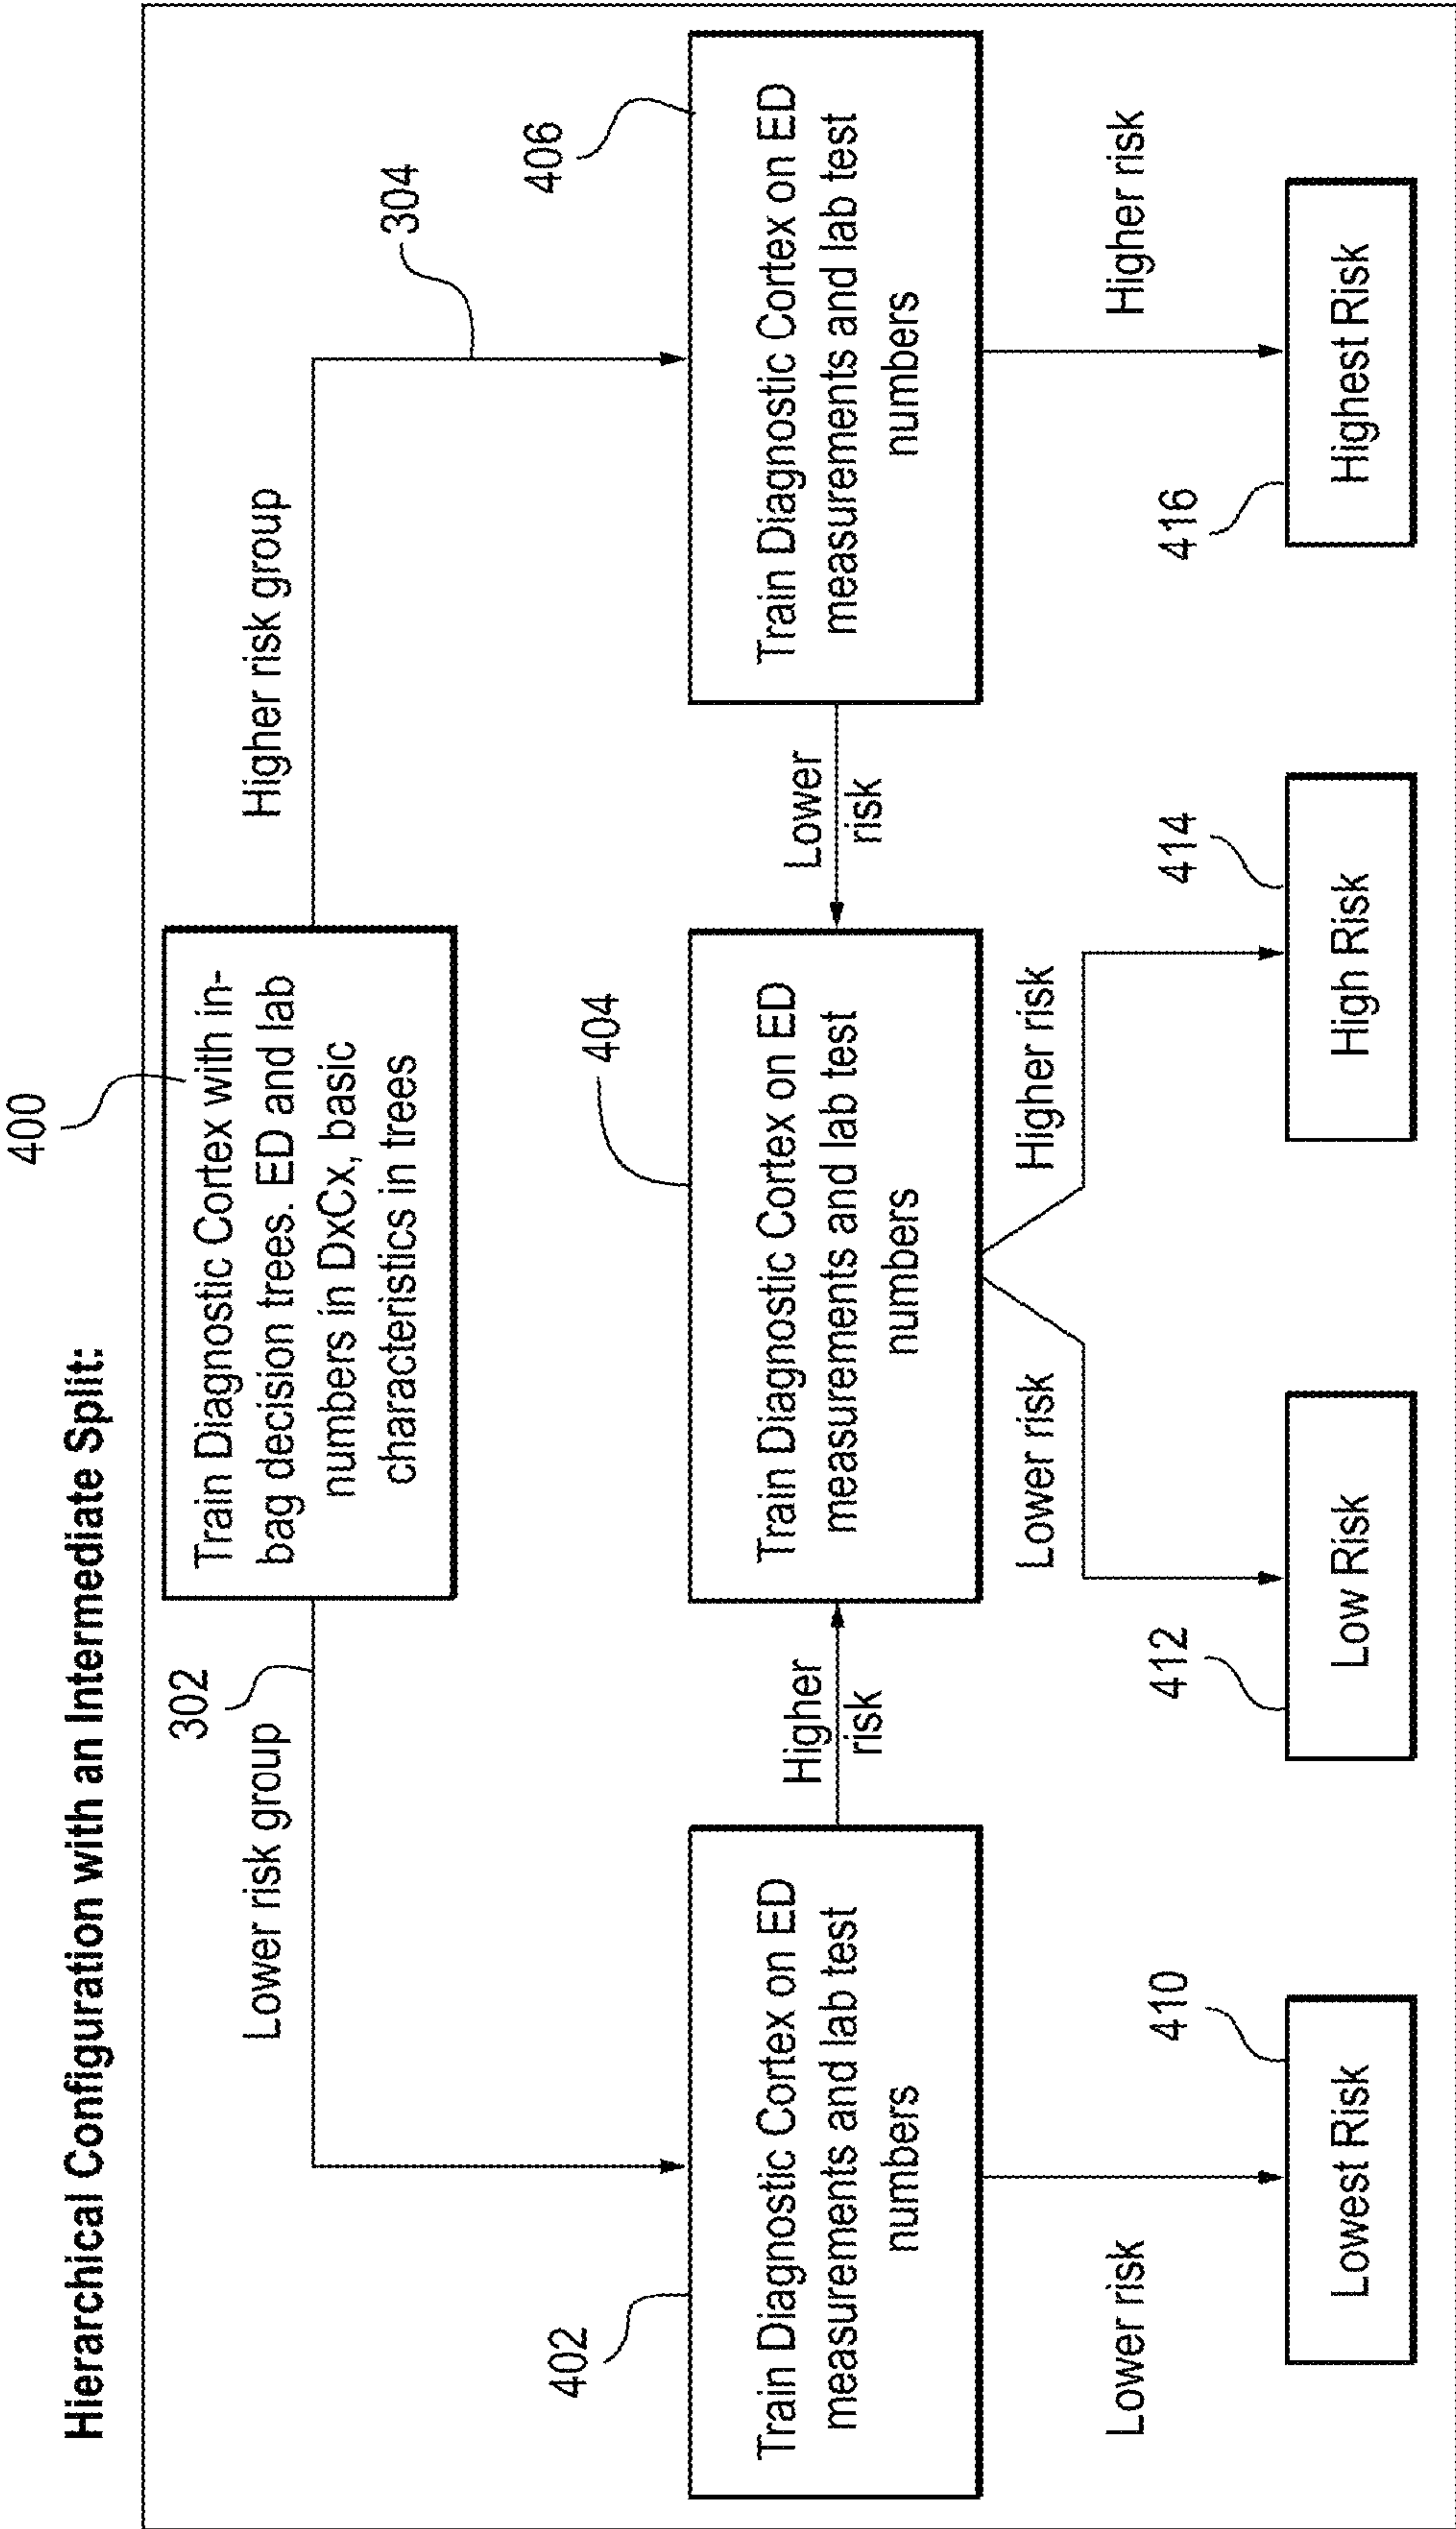 Hierarchical Configuration with an Intermediate Split:
400
Train Diagnostic Cortex with in-
bag decision trees. ED and lab
numbers in DxCx, basic
characteristics in trees
302
Lower risk group
Higher risk group
304
402
Train Diagnostic Cortex on ED
measurements and lab test
numbers
Higher
risk
404
Train Diagnostic Cortex on ED
measurements and lab test
numbers
Lower
risk
406
Train Diagnostic Cortex on ED
measurements and lab test
numbers
Lower risk
Lower risk
Higher risk
Higher risk
410
Lowest Risk
412
Low Risk
414
High Risk
416
Highest Risk